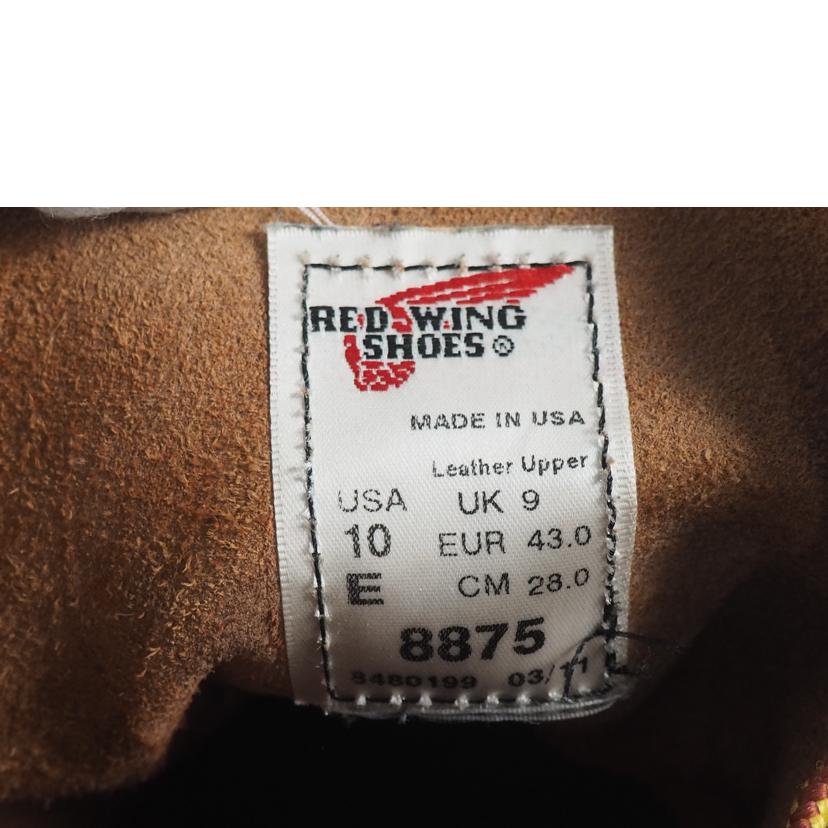 RED WING
SHOES ®
MADE IN USA
Leather Upper
USA UK 9
10 EUR 43.0
E CM 28.0
8875
8480199 03/11